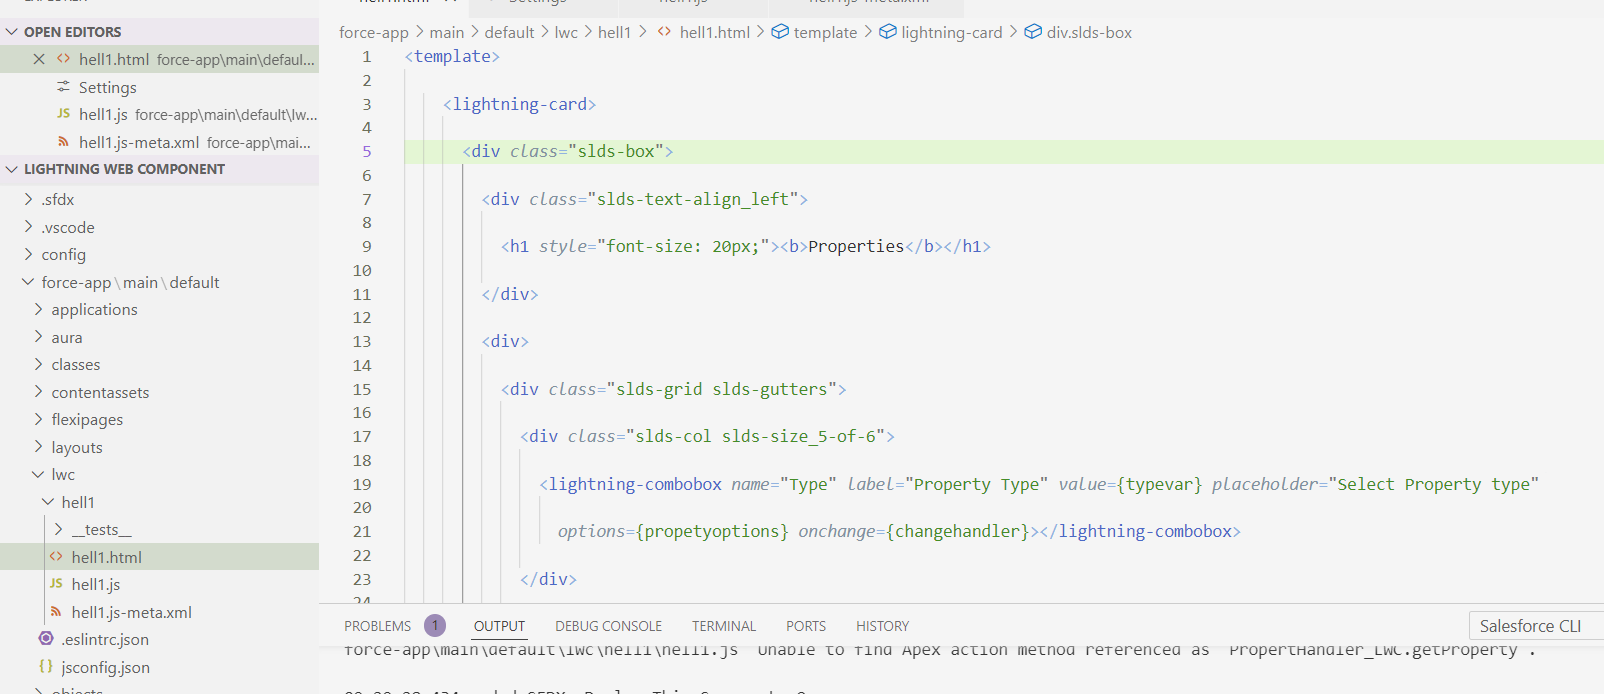 OPEN EDITORS
hell1.html force-app\main\defaul...
Settings
JS hell1.js force-app\main\default\lw...
hell1.js-meta.xml force-app\mai...
LIGHTNING WEB COMPONENT
.sfdx
.vscode
config
force-app\main\default
applications
aura
classes
contentassets
flexipages
layouts
lwc
hell1
__tests__
hell1.html
JS hell1.js
hell1.js-meta.xml
.eslintrc.json
{} jsconfig.json
objects
force-app > main > default > lwc > hell1 > hell1.html > template > lightning-card > div.slds-box
1 <template>
2
3 <lightning-card>
4
5 <div class="slds-box">
6
7 <div class="slds-text-align_left">
8
9 <h1 style="font-size: 20px;"><b>Properties</b></h1>
10
11 </div>
12
13 <div>
14
15 <div class="slds-grid slds-gutters">
16
17 <div class="slds-col slds-size_5-of-6">
18
19 <lightning-combobox name="Type" label="Property Type" value={typevar} placeholder="Select Property type"
20
21 options={propetyoptions} onchange={changehandler}></lightning-combobox>
22
23 </div>
24
PROBLEMS 1 OUTPUT DEBUG CONSOLE TERMINAL PORTS HISTORY Salesforce CLI
force-app\main\default\lwc\hell1\hell1.js Unable to find Apex action method referenced as 'PropertHandler_LWC.getProperty'.